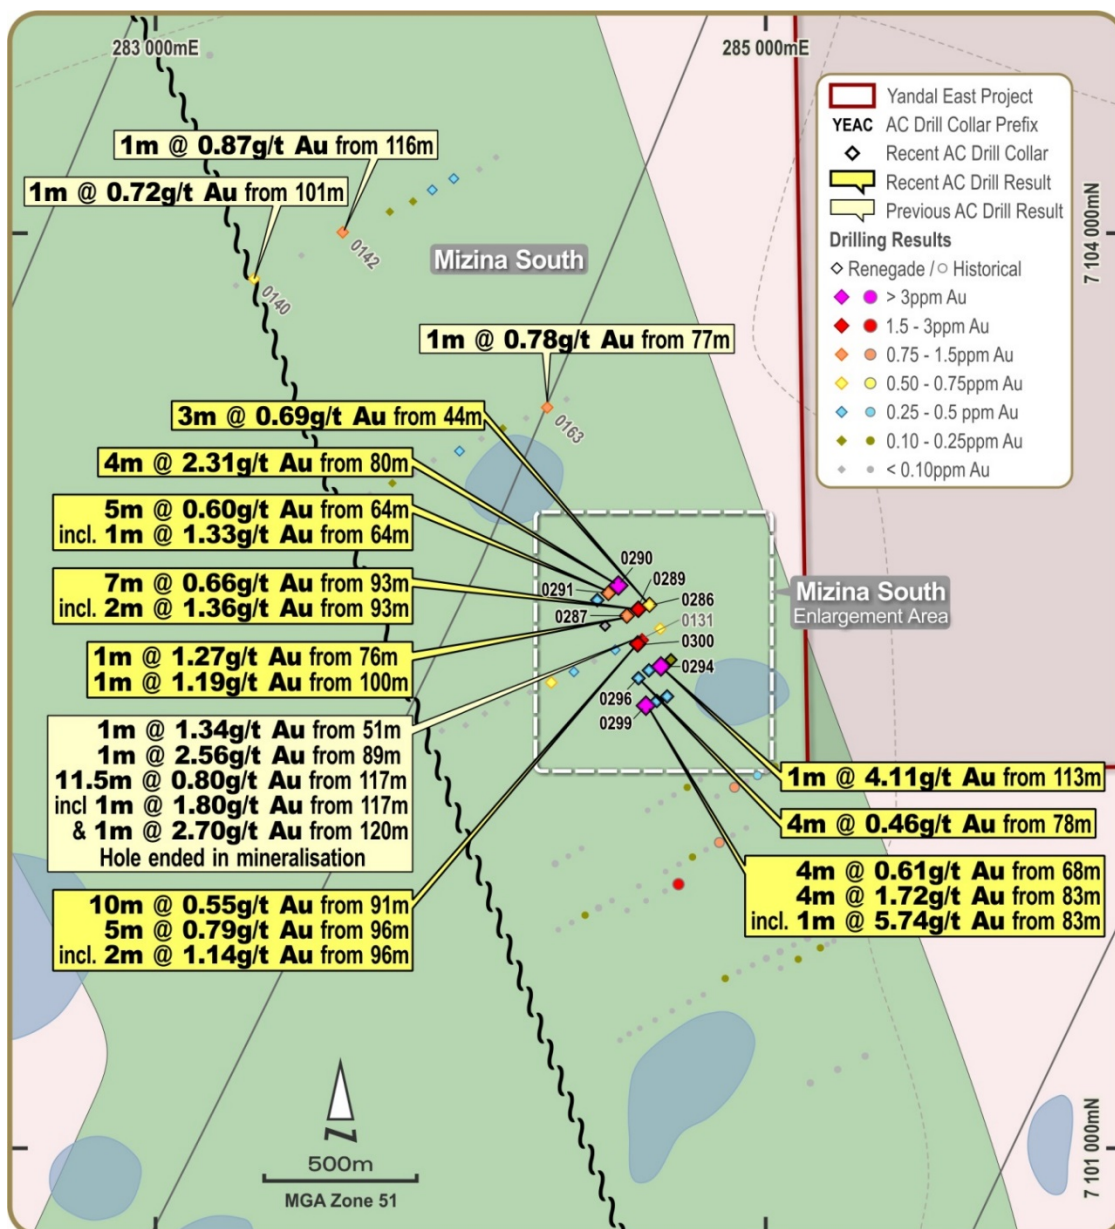 283 000mE
285 000mE
Yandal East Project
YEAC AC Drill Collar Prefix
Recent AC Drill Collar
Recent AC Drill Result
Previous AC Drill Result
Drilling Results
Renegade / Historical
> 3ppm Au
1.5 - 3ppm Au
0.75 - 1.5ppm Au
0.50 - 0.75ppm Au
0.25 - 0.5 ppm Au
0.10 - 0.25ppm Au
< 0.10ppm Au
7 104 000mN
1m @ 0.87g/t Au from 116m
1m @ 0.72g/t Au from 101m
0142
0140
Mizina South
1m @ 0.78g/t Au from 77m
0163
3m @ 0.69g/t Au from 44m
4m @ 2.31g/t Au from 80m
5m @ 0.60g/t Au from 64m
incl. 1m @ 1.33g/t Au from 64m
7m @ 0.66g/t Au from 93m
incl. 2m @ 1.36g/t Au from 93m
1m @ 1.27g/t Au from 76m
1m @ 1.19g/t Au from 100m
1m @ 1.34g/t Au from 51m
1m @ 2.56g/t Au from 89m
11.5m @ 0.80g/t Au from 117m
incl 1m @ 1.80g/t Au from 117m
& 1m @ 2.70g/t Au from 120m
Hole ended in mineralisation
10m @ 0.55g/t Au from 91m
5m @ 0.79g/t Au from 96m
incl. 2m @ 1.14g/t Au from 96m
0290
0291
0289
0286
0287
0131
0300
0294
0296
0299
Mizina South
Enlargement Area
1m @ 4.11g/t Au from 113m
4m @ 0.46g/t Au from 78m
4m @ 0.61g/t Au from 68m
4m @ 1.72g/t Au from 83m
incl. 1m @ 5.74g/t Au from 83m
N
500m
MGA Zone 51
7 101 000mN